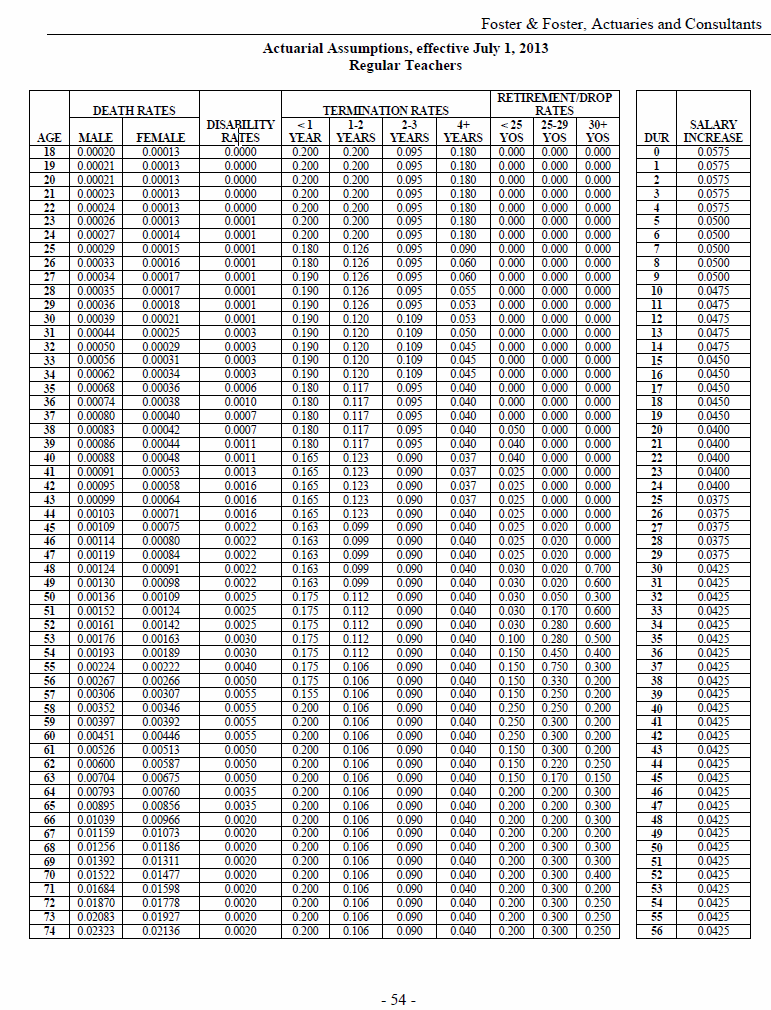 Foster & Foster, Actuaries and Consultants
Actuarial Assumptions, effective July 1, 2013
Regular Teachers
RETIREMENT/DROP
DEATH RATES TERMINATION RATES RATES
DISABILITY < 1 1-2 2-3 4+ < 25 25-29 30+ SALARY
AGE MALE FEMALE RATES YEAR YEARS YEARS YEARS YOS YOS YOS DUR INCREASE
18 0.00020 0.00013 0.0000 0.200 0.200 0.095 0.180 0.000 0.000 0.000 0 0.0575
19 0.00021 0.00013 0.0000 0.200 0.200 0.095 0.180 0.000 0.000 0.000 1 0.0575
20 0.00021 0.00013 0.0000 0.200 0.200 0.095 0.180 0.000 0.000 0.000 2 0.0575
21 0.00023 0.00013 0.0000 0.200 0.200 0.095 0.180 0.000 0.000 0.000 3 0.0575
22 0.00024 0.00013 0.0000 0.200 0.200 0.095 0.180 0.000 0.000 0.000 4 0.0575
23 0.00026 0.00013 0.0001 0.200 0.200 0.095 0.180 0.000 0.000 0.000 5 0.0500
24 0.00027 0.00014 0.0001 0.200 0.200 0.095 0.180 0.000 0.000 0.000 6 0.0500
25 0.00029 0.00015 0.0001 0.180 0.126 0.095 0.090 0.000 0.000 0.000 7 0.0500
26 0.00033 0.00016 0.0001 0.180 0.126 0.095 0.060 0.000 0.000 0.000 8 0.0500
27 0.00034 0.00017 0.0001 0.190 0.126 0.095 0.060 0.000 0.000 0.000 9 0.0500
28 0.00035 0.00017 0.0001 0.190 0.126 0.095 0.055 0.000 0.000 0.000 10 0.0475
29 0.00036 0.00018 0.0001 0.190 0.126 0.095 0.053 0.000 0.000 0.000 11 0.0475
30 0.00039 0.00021 0.0001 0.190 0.120 0.109 0.053 0.000 0.000 0.000 12 0.0475
31 0.00044 0.00025 0.0003 0.190 0.120 0.109 0.050 0.000 0.000 0.000 13 0.0475
32 0.00050 0.00029 0.0003 0.190 0.120 0.109 0.045 0.000 0.000 0.000 14 0.0475
33 0.00056 0.00031 0.0003 0.190 0.120 0.109 0.045 0.000 0.000 0.000 15 0.0450
34 0.00062 0.00034 0.0003 0.190 0.120 0.109 0.045 0.000 0.000 0.000 16 0.0450
35 0.00068 0.00036 0.0006 0.180 0.117 0.095 0.040 0.000 0.000 0.000 17 0.0450
36 0.00074 0.00038 0.0010 0.180 0.117 0.095 0.040 0.000 0.000 0.000 18 0.0450
37 0.00080 0.00040 0.0007 0.180 0.117 0.095 0.040 0.000 0.000 0.000 19 0.0450
38 0.00083 0.00042 0.0007 0.180 0.117 0.095 0.040 0.050 0.000 0.000 20 0.0400
39 0.00086 0.00044 0.0011 0.180 0.117 0.095 0.040 0.040 0.000 0.000 21 0.0400
40 0.00088 0.00048 0.0011 0.165 0.123 0.090 0.037 0.040 0.000 0.000 22 0.0400
41 0.00091 0.00053 0.0013 0.165 0.123 0.090 0.037 0.025 0.000 0.000 23 0.0400
42 0.00095 0.00058 0.0016 0.165 0.123 0.090 0.037 0.025 0.000 0.000 24 0.0400
43 0.00099 0.00064 0.0016 0.165 0.123 0.090 0.037 0.025 0.000 0.000 25 0.0375
44 0.00103 0.00071 0.0016 0.165 0.123 0.090 0.040 0.025 0.000 0.000 26 0.0375
45 0.00109 0.00075 0.0022 0.163 0.099 0.090 0.040 0.025 0.020 0.000 27 0.0375
46 0.00114 0.00080 0.0022 0.163 0.099 0.090 0.040 0.025 0.020 0.000 28 0.0375
47 0.00119 0.00084 0.0022 0.163 0.099 0.090 0.040 0.025 0.020 0.000 29 0.0375
48 0.00124 0.00091 0.0022 0.163 0.099 0.090 0.040 0.030 0.020 0.700 30 0.0425
49 0.00130 0.00098 0.0022 0.163 0.099 0.090 0.040 0.030 0.020 0.600 31 0.0425
50 0.00136 0.00109 0.0025 0.175 0.112 0.090 0.040 0.030 0.050 0.300 32 0.0425
51 0.00152 0.00124 0.0025 0.175 0.112 0.090 0.040 0.030 0.170 0.600 33 0.0425
52 0.00161 0.00142 0.0025 0.175 0.112 0.090 0.040 0.030 0.280 0.600 34 0.0425
53 0.00176 0.00163 0.0030 0.175 0.112 0.090 0.040 0.100 0.280 0.500 35 0.0425
54 0.00193 0.00189 0.0030 0.175 0.112 0.090 0.040 0.150 0.450 0.400 36 0.0425
55 0.00224 0.00222 0.0040 0.175 0.106 0.090 0.040 0.150 0.750 0.300 37 0.0425
56 0.00267 0.00266 0.0050 0.175 0.106 0.090 0.040 0.150 0.330 0.200 38 0.0425
57 0.00306 0.00307 0.0055 0.155 0.106 0.090 0.040 0.150 0.250 0.200 39 0.0425
58 0.00352 0.00346 0.0055 0.200 0.106 0.090 0.040 0.250 0.250 0.200 40 0.0425
59 0.00397 0.00392 0.0055 0.200 0.106 0.090 0.040 0.250 0.300 0.200 41 0.0425
60 0.00451 0.00446 0.0055 0.200 0.106 0.090 0.040 0.250 0.300 0.200 42 0.0425
61 0.00526 0.00513 0.0050 0.200 0.106 0.090 0.040 0.150 0.300 0.200 43 0.0425
62 0.00600 0.00587 0.0050 0.200 0.106 0.090 0.040 0.150 0.220 0.250 44 0.0425
63 0.00704 0.00675 0.0050 0.200 0.106 0.090 0.040 0.150 0.170 0.150 45 0.0425
64 0.00793 0.00760 0.0035 0.200 0.106 0.090 0.040 0.200 0.200 0.300 46 0.0425
65 0.00895 0.00856 0.0035 0.200 0.106 0.090 0.040 0.200 0.200 0.300 47 0.0425
66 0.01039 0.00966 0.0020 0.200 0.106 0.090 0.040 0.200 0.200 0.300 48 0.0425
67 0.01159 0.01073 0.0020 0.200 0.106 0.090 0.040 0.200 0.200 0.200 49 0.0425
68 0.01256 0.01186 0.0020 0.200 0.106 0.090 0.040 0.200 0.300 0.300 50 0.0425
69 0.01392 0.01311 0.0020 0.200 0.106 0.090 0.040 0.200 0.300 0.300 51 0.0425
70 0.01522 0.01477 0.0020 0.200 0.106 0.090 0.040 0.200 0.300 0.400 52 0.0425
71 0.01684 0.01598 0.0020 0.200 0.106 0.090 0.040 0.200 0.300 0.200 53 0.0425
72 0.01870 0.01778 0.0020 0.200 0.106 0.090 0.040 0.200 0.300 0.250 54 0.0425
73 0.02083 0.01927 0.0020 0.200 0.106 0.090 0.040 0.200 0.300 0.250 55 0.0425
74 0.02323 0.02136 0.0020 0.200 0.106 0.090 0.040 0.200 0.300 0.250 56 0.0425
- 54 -